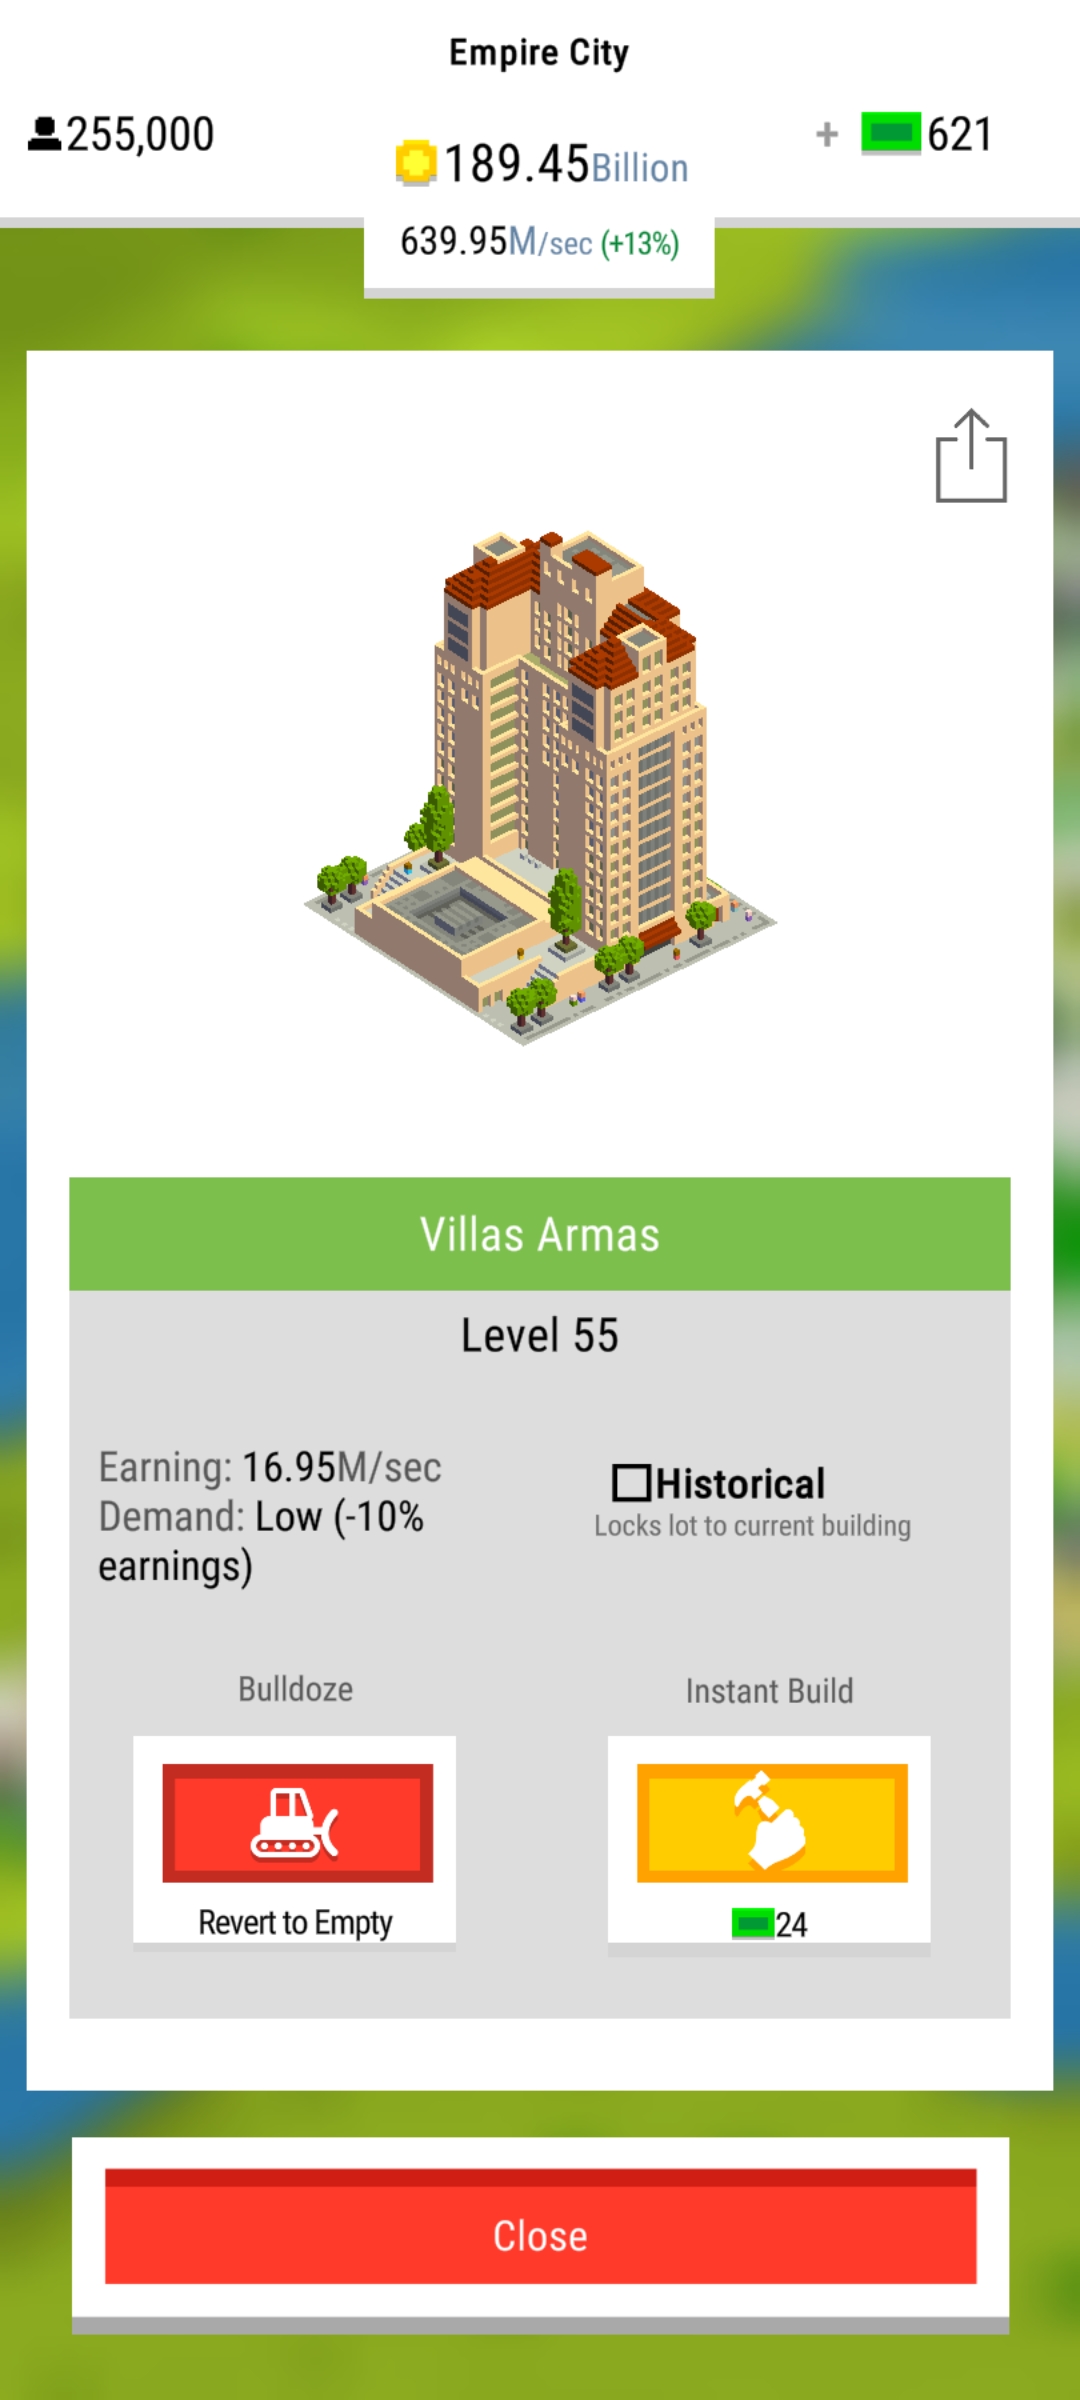 Empire City
255,000
189.45Billion
+ 621
639.95M/sec (+13%)
Villas Armas
Level 55
Earning: 16.95M/sec
Demand: Low (-10%
earnings)
Historical
Locks lot to current building
Bulldoze
Instant Build
Revert to Empty
24
Close